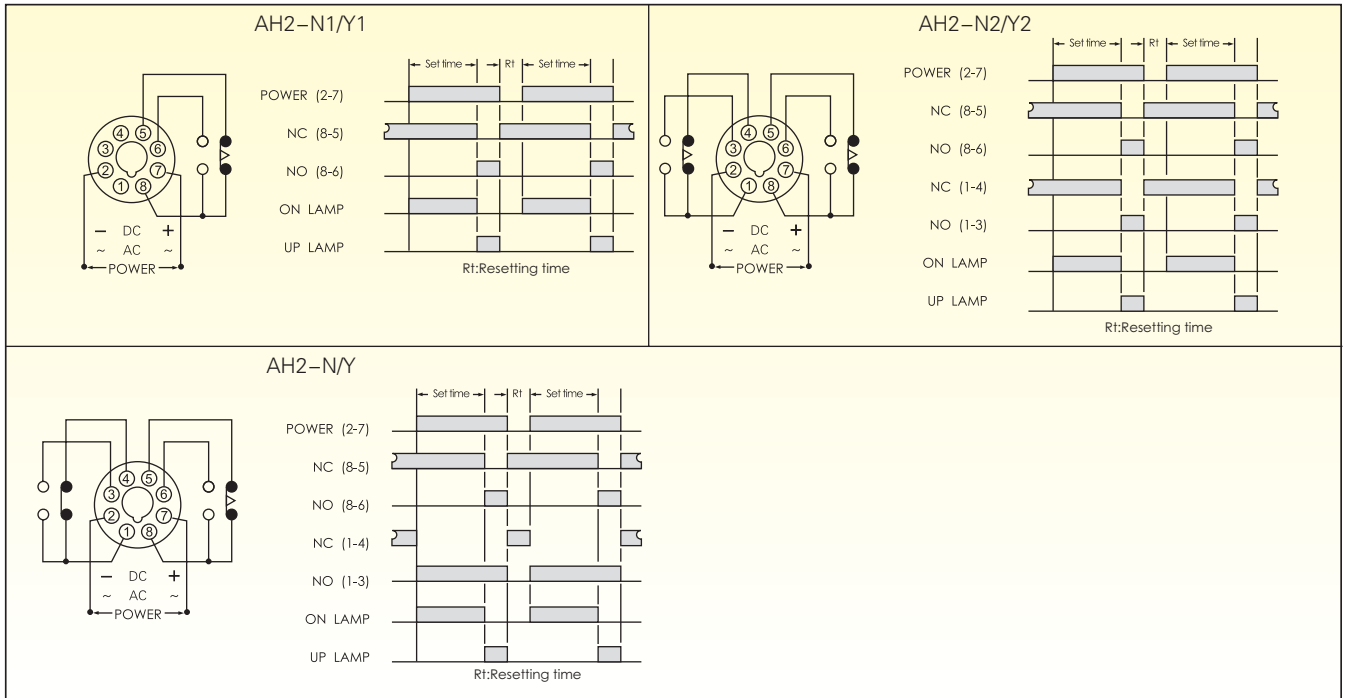 AH2-N1/Y1
Set time Rt Set time
POWER (2-7)
NC (8-5)
NO (8-6)
ON LAMP
UP LAMP
Rt:Resetting time
4 5
3 6
2 7
1 8
− DC +
~ AC ~
POWER
AH2-N2/Y2
Set time Rt Set time
POWER (2-7)
NC (8-5)
NO (8-6)
NC (1-4)
NO (1-3)
ON LAMP
UP LAMP
Rt:Resetting time
4 5
3 6
2 7
1 8
− DC +
~ AC ~
POWER
AH2-N/Y
Set time Rt Set time
POWER (2-7)
NC (8-5)
NO (8-6)
NC (1-4)
NO (1-3)
ON LAMP
UP LAMP
Rt:Resetting time
4 5
3 6
2 7
1 8
− DC +
~ AC ~
POWER